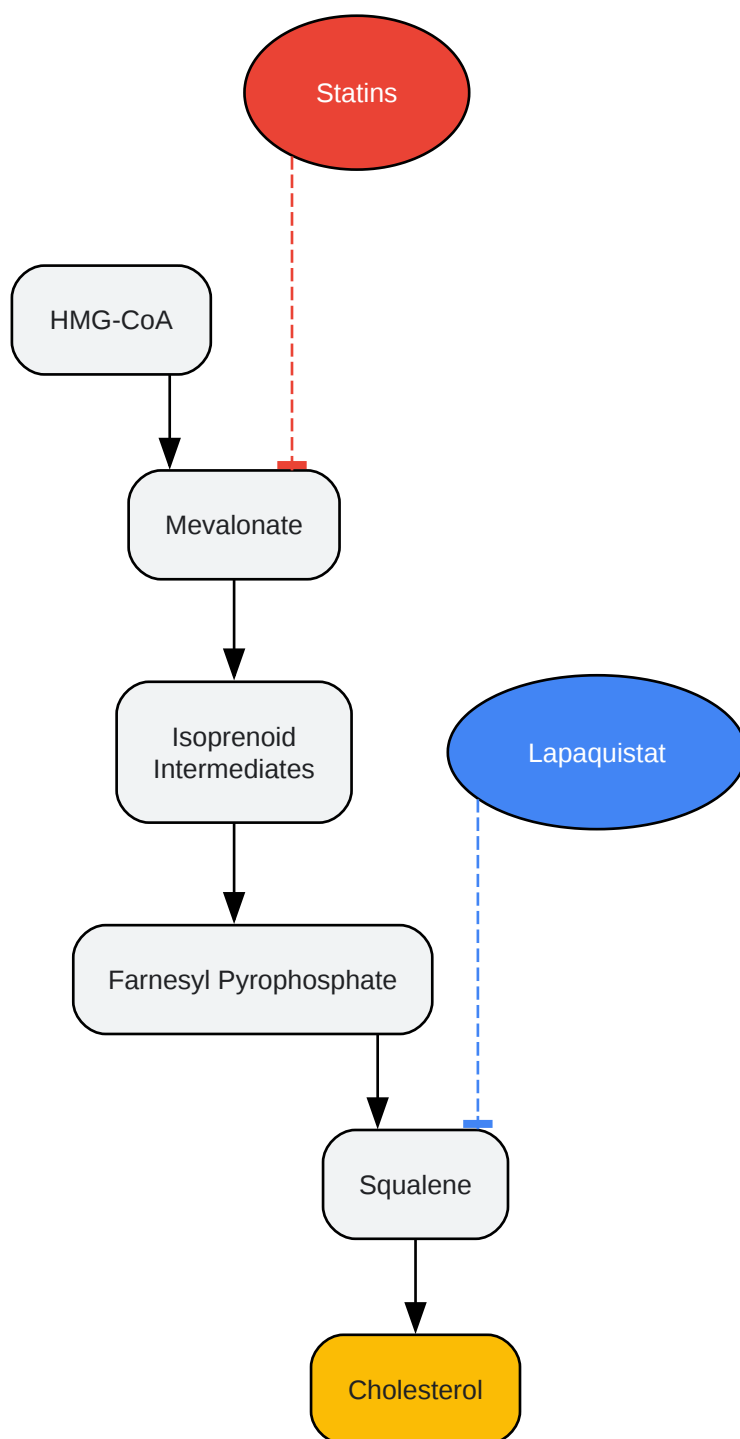 Statins
HMG-CoA
Mevalonate
Isoprenoid
Intermediates
Lapaquistat
Farnesyl Pyrophosphate
Squalene
Cholesterol